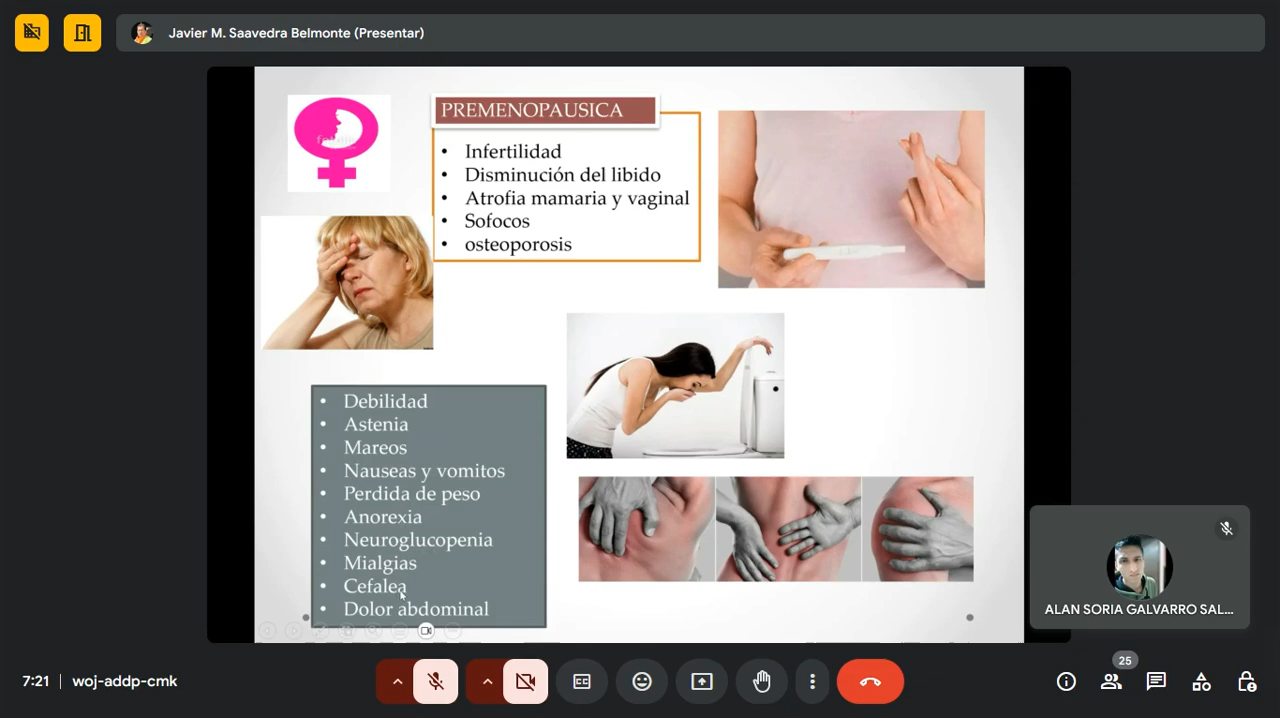 Javier M. Saavedra Belmonte (Presentar)
PREMENOPAUSICA
• Infertilidad
• Disminución del libido
• Atrofia mamaria y vaginal
• Sofocos
• osteoporosis
• Debilidad
• Astenia
• Mareos
• Nauseas y vomitos
• Perdida de peso
• Anorexia
• Neuroglucopenia
• Mialgias
• Cefalea
• Dolor abdominal
ALAN SORIA GALVARRO SAL...
25
7:21 | woj-addp-cmk